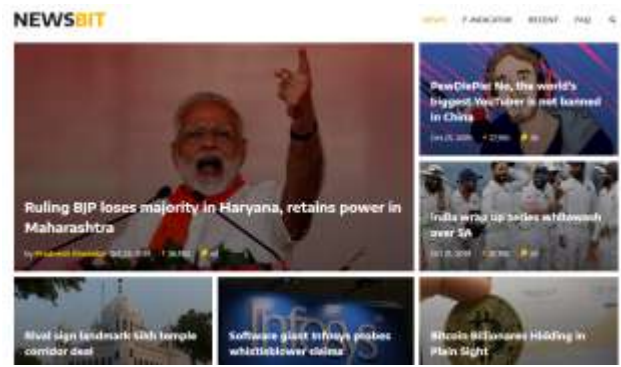 NEWSBIT
NEWS F-INDICATOR RECENT FAQ
PewDiePie: No, the world's
biggest YouTuber is not banned
in China
Ruling BJP loses majority in Haryana, retains power in
Maharashtra
India wrap up series whitewash
over SA
Rival sign landmark Sikh temple
corridor deal
Software giant Infosys probes
whistleblower claims
Infosys
Bitcoin Billionares Hiding in
Plain Sight